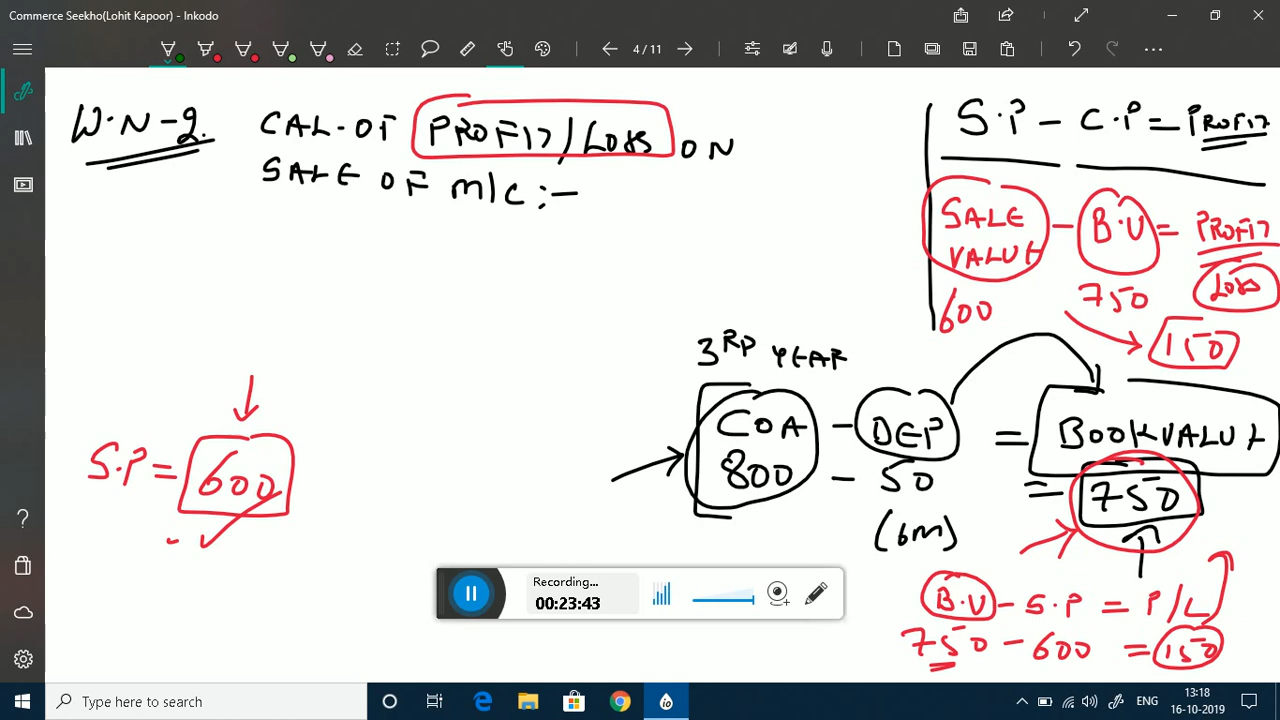 Commerce Seekho(Lohit Kapoor) - Inkodo
4/11
W.N-2. CAL. OF PROFIT/LOSS ON
SALE OF M/C :-
S.P - C.P = PROFIT
SALE VALUE - B.V = PROFIT
LOSS
600 750
150
3RD YEAR
COA - DEP = BOOKVALUE
800 - 50 = 750
(6M)
S.P = 600
B.V - S.P = P/L
750 - 600 = 150
Recording...
00:23:43
Type here to search
ENG
13:18
16-10-2019